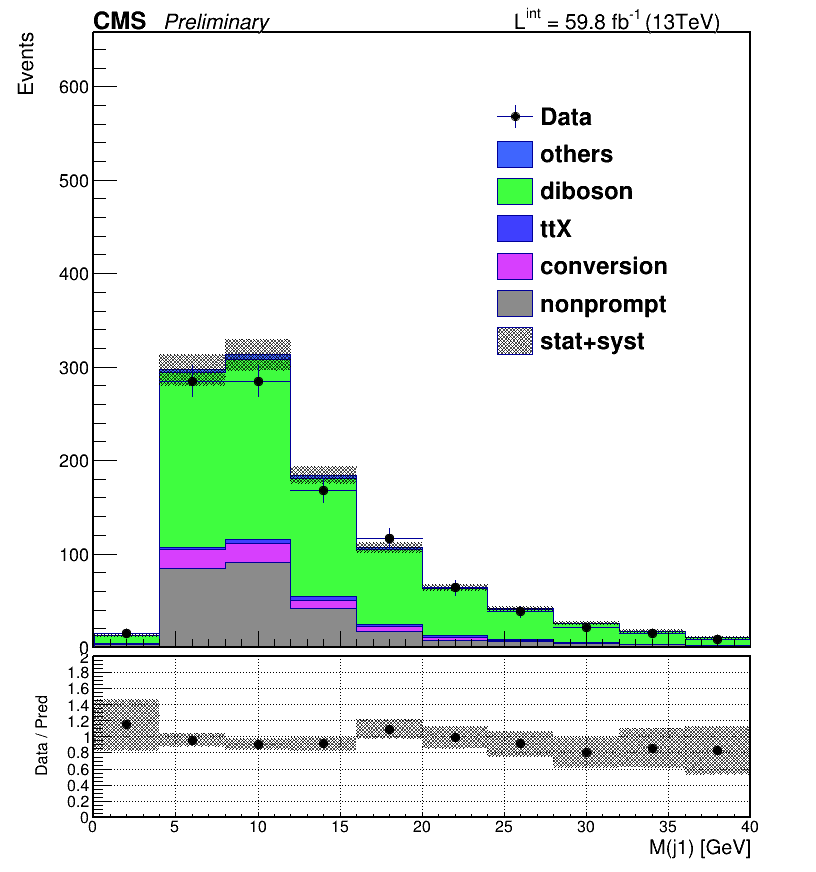 CMS Preliminary L^int = 59.8 fb^-1 (13TeV)
Events
600
500
400
300
200
100
0
Data
others
diboson
ttX
conversion
nonprompt
stat+syst
Data / Pred
2
1.8
1.6
1.4
1.2
1
0.8
0.6
0.4
0.2
0
0 5 10 15 20 25 30 35 40
M(j1) [GeV]